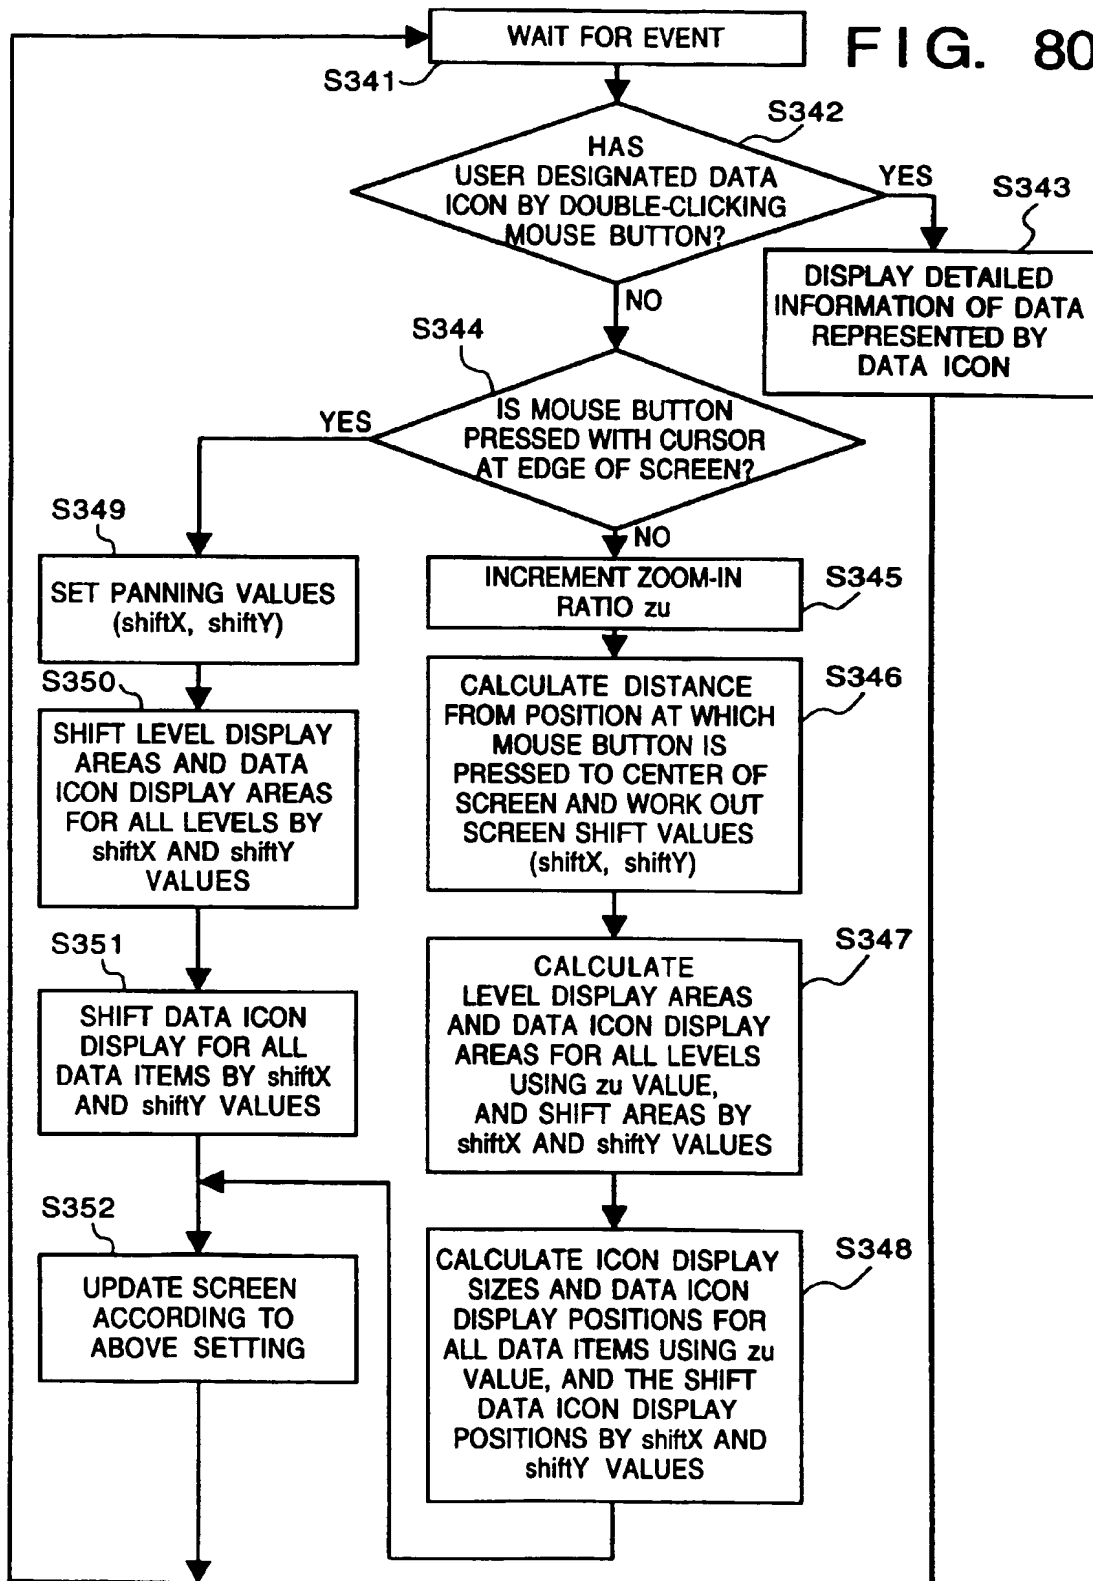 WAIT FOR EVENT
FIG. 80
S341
S342
HAS
USER DESIGNATED DATA
ICON BY DOUBLE-CLICKING
MOUSE BUTTON?
YES
S343
DISPLAY DETAILED
INFORMATION OF DATA
REPRESENTED BY
DATA ICON
NO
S344
IS MOUSE BUTTON
PRESSED WITH CURSOR
AT EDGE OF SCREEN?
YES
NO
S349
SET PANNING VALUES
(shiftX, shiftY)
S350
SHIFT LEVEL DISPLAY
AREAS AND DATA
ICON DISPLAY AREAS
FOR ALL LEVELS BY
shiftX AND shiftY
VALUES
S351
SHIFT DATA ICON
DISPLAY FOR ALL
DATA ITEMS BY shiftX
AND shiftY VALUES
S352
UPDATE SCREEN
ACCORDING TO
ABOVE SETTING
INCREMENT ZOOM-IN
RATIO zu
S345
CALCULATE DISTANCE
FROM POSITION AT WHICH
MOUSE BUTTON IS
PRESSED TO CENTER OF
SCREEN AND WORK OUT
SCREEN SHIFT VALUES
(shiftX, shiftY)
S346
CALCULATE
LEVEL DISPLAY AREAS
AND DATA ICON DISPLAY
AREAS FOR ALL LEVELS
USING zu VALUE,
AND SHIFT AREAS BY
shiftX AND shiftY VALUES
S347
CALCULATE ICON DISPLAY
SIZES AND DATA ICON
DISPLAY POSITIONS FOR
ALL DATA ITEMS USING zu
VALUE, AND THE SHIFT
DATA ICON DISPLAY
POSITIONS BY shiftX AND
shiftY VALUES
S348